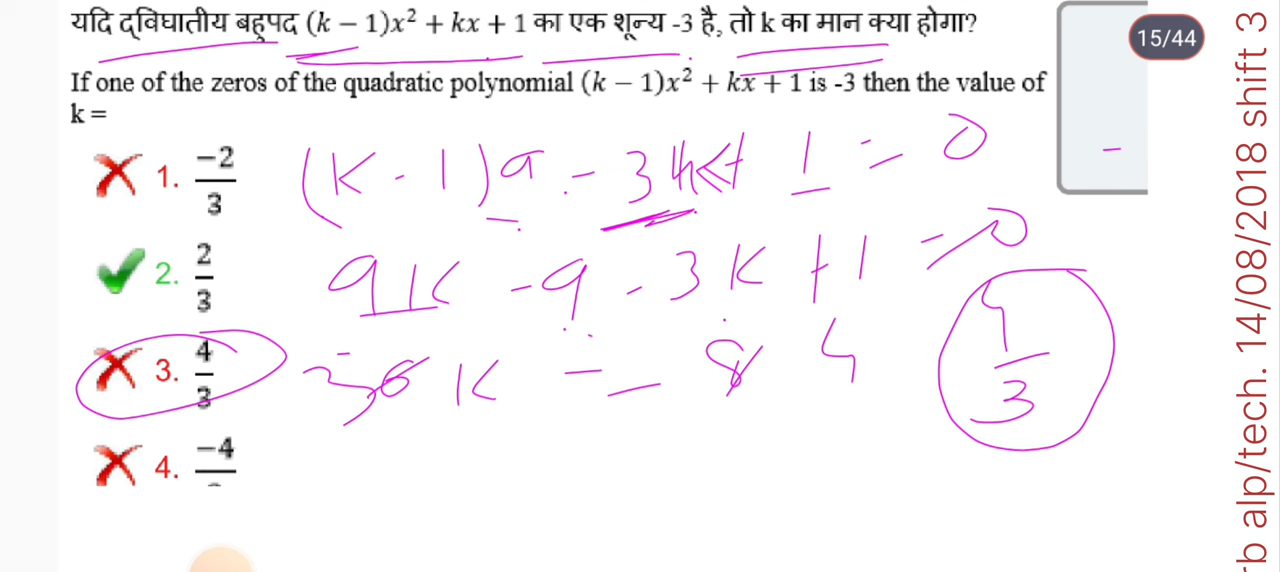 यदि द्विघातीय बहुपद (k – 1)x² + kx + 1 का एक शून्य -3 है, तो k का मान क्या होगा?
15/44
If one of the zeros of the quadratic polynomial (k – 1)x² + kx + 1 is -3 then the value of
k =
1. −2/3
2. 2/3
3. 4/3
4. −4
(k - 1)9 - 3k + 1 = 0
9k - 9 - 3k + 1 = 0
6k = 8 4
3
4/3
rb alp/tech. 14/08/2018 shift 3